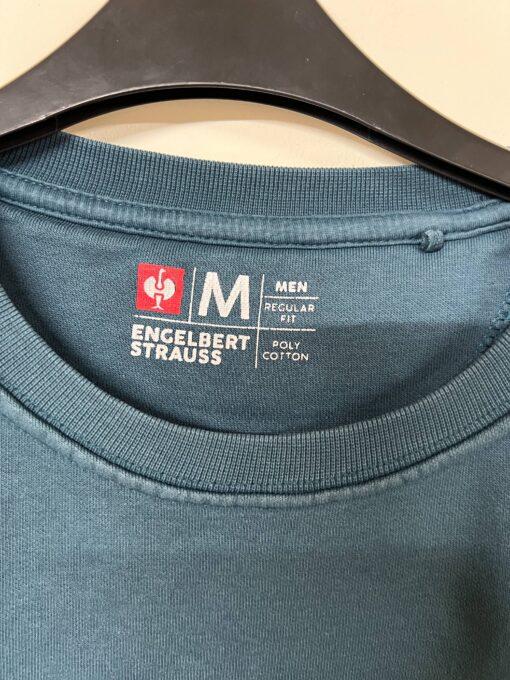 M
MEN
REGULAR
FIT
ENGELBERT
STRAUSS
POLY
COTTON